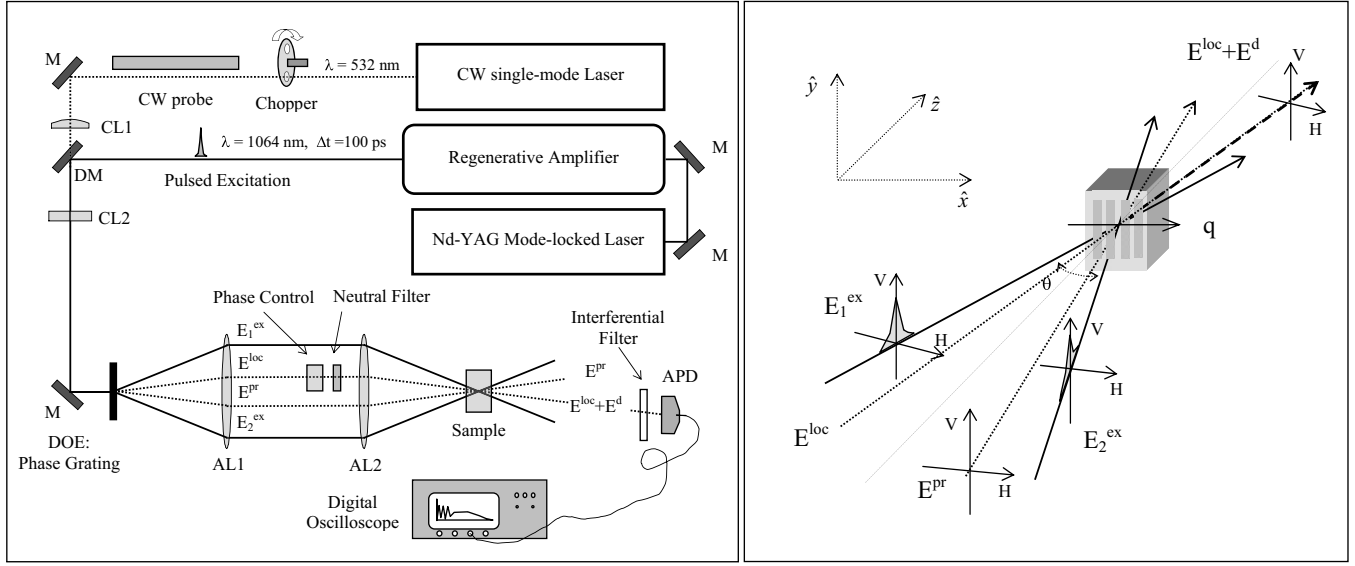 M
λ = 532 nm
CW single-mode Laser
CW probe
Chopper
CL1
λ = 1064 nm, Δt =100 ps
Regenerative Amplifier
M
DM
Pulsed Excitation
CL2
Nd-YAG Mode-locked Laser
M
Phase Control
Neutral Filter
Interferential
Filter
E₁ᵉˣ
Eˡᵒᶜ
Eᵖʳ
E₂ᵉˣ
Eᵖʳ
APD
Eˡᵒᶜ+Eᵈ
M
Sample
DOE:
Phase Grating
AL1
AL2
Digital
Oscilloscope
Eˡᵒᶜ+Eᵈ
V
H
ŷ
ẑ
x̂
q
θ
E₁ᵉˣ
V
H
Eˡᵒᶜ
V
H
E₂ᵉˣ
V
H
Eᵖʳ